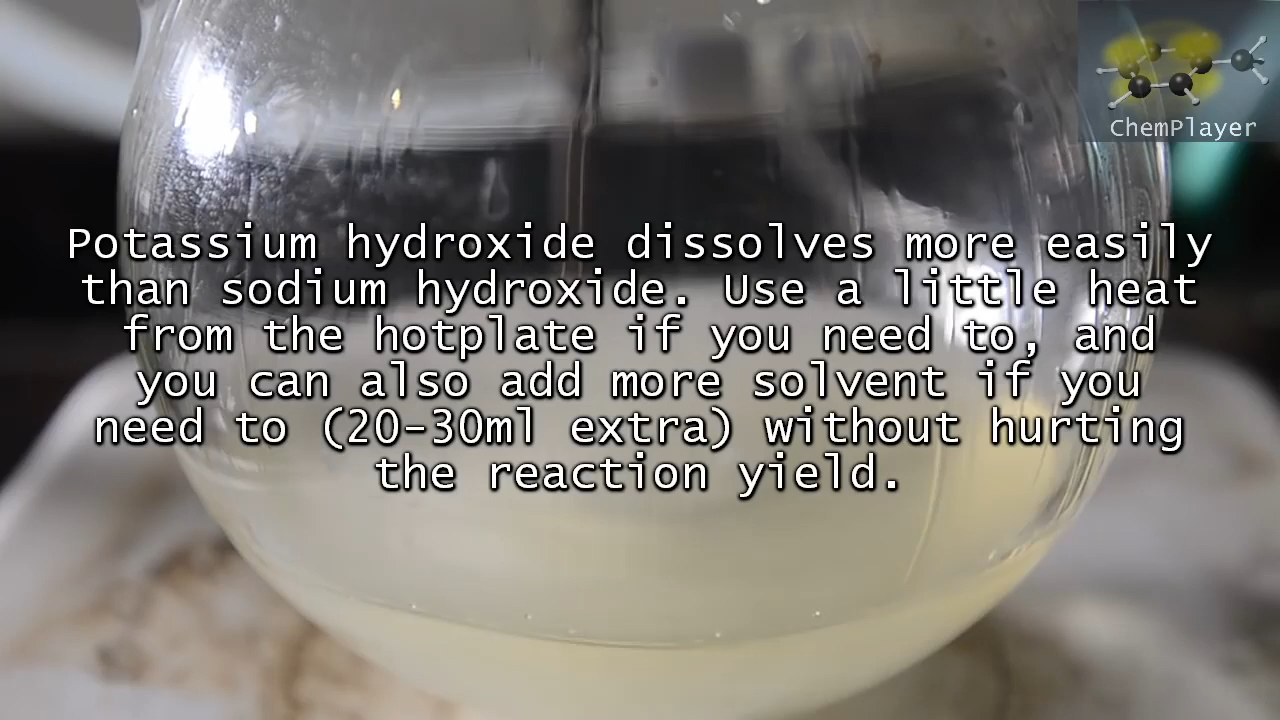 ChemPlayer
Potassium hydroxide dissolves more easily
than sodium hydroxide. Use a little heat
from the hotplate if you need to, and
you can also add more solvent if you
need to (20-30ml extra) without hurting
the reaction yield.